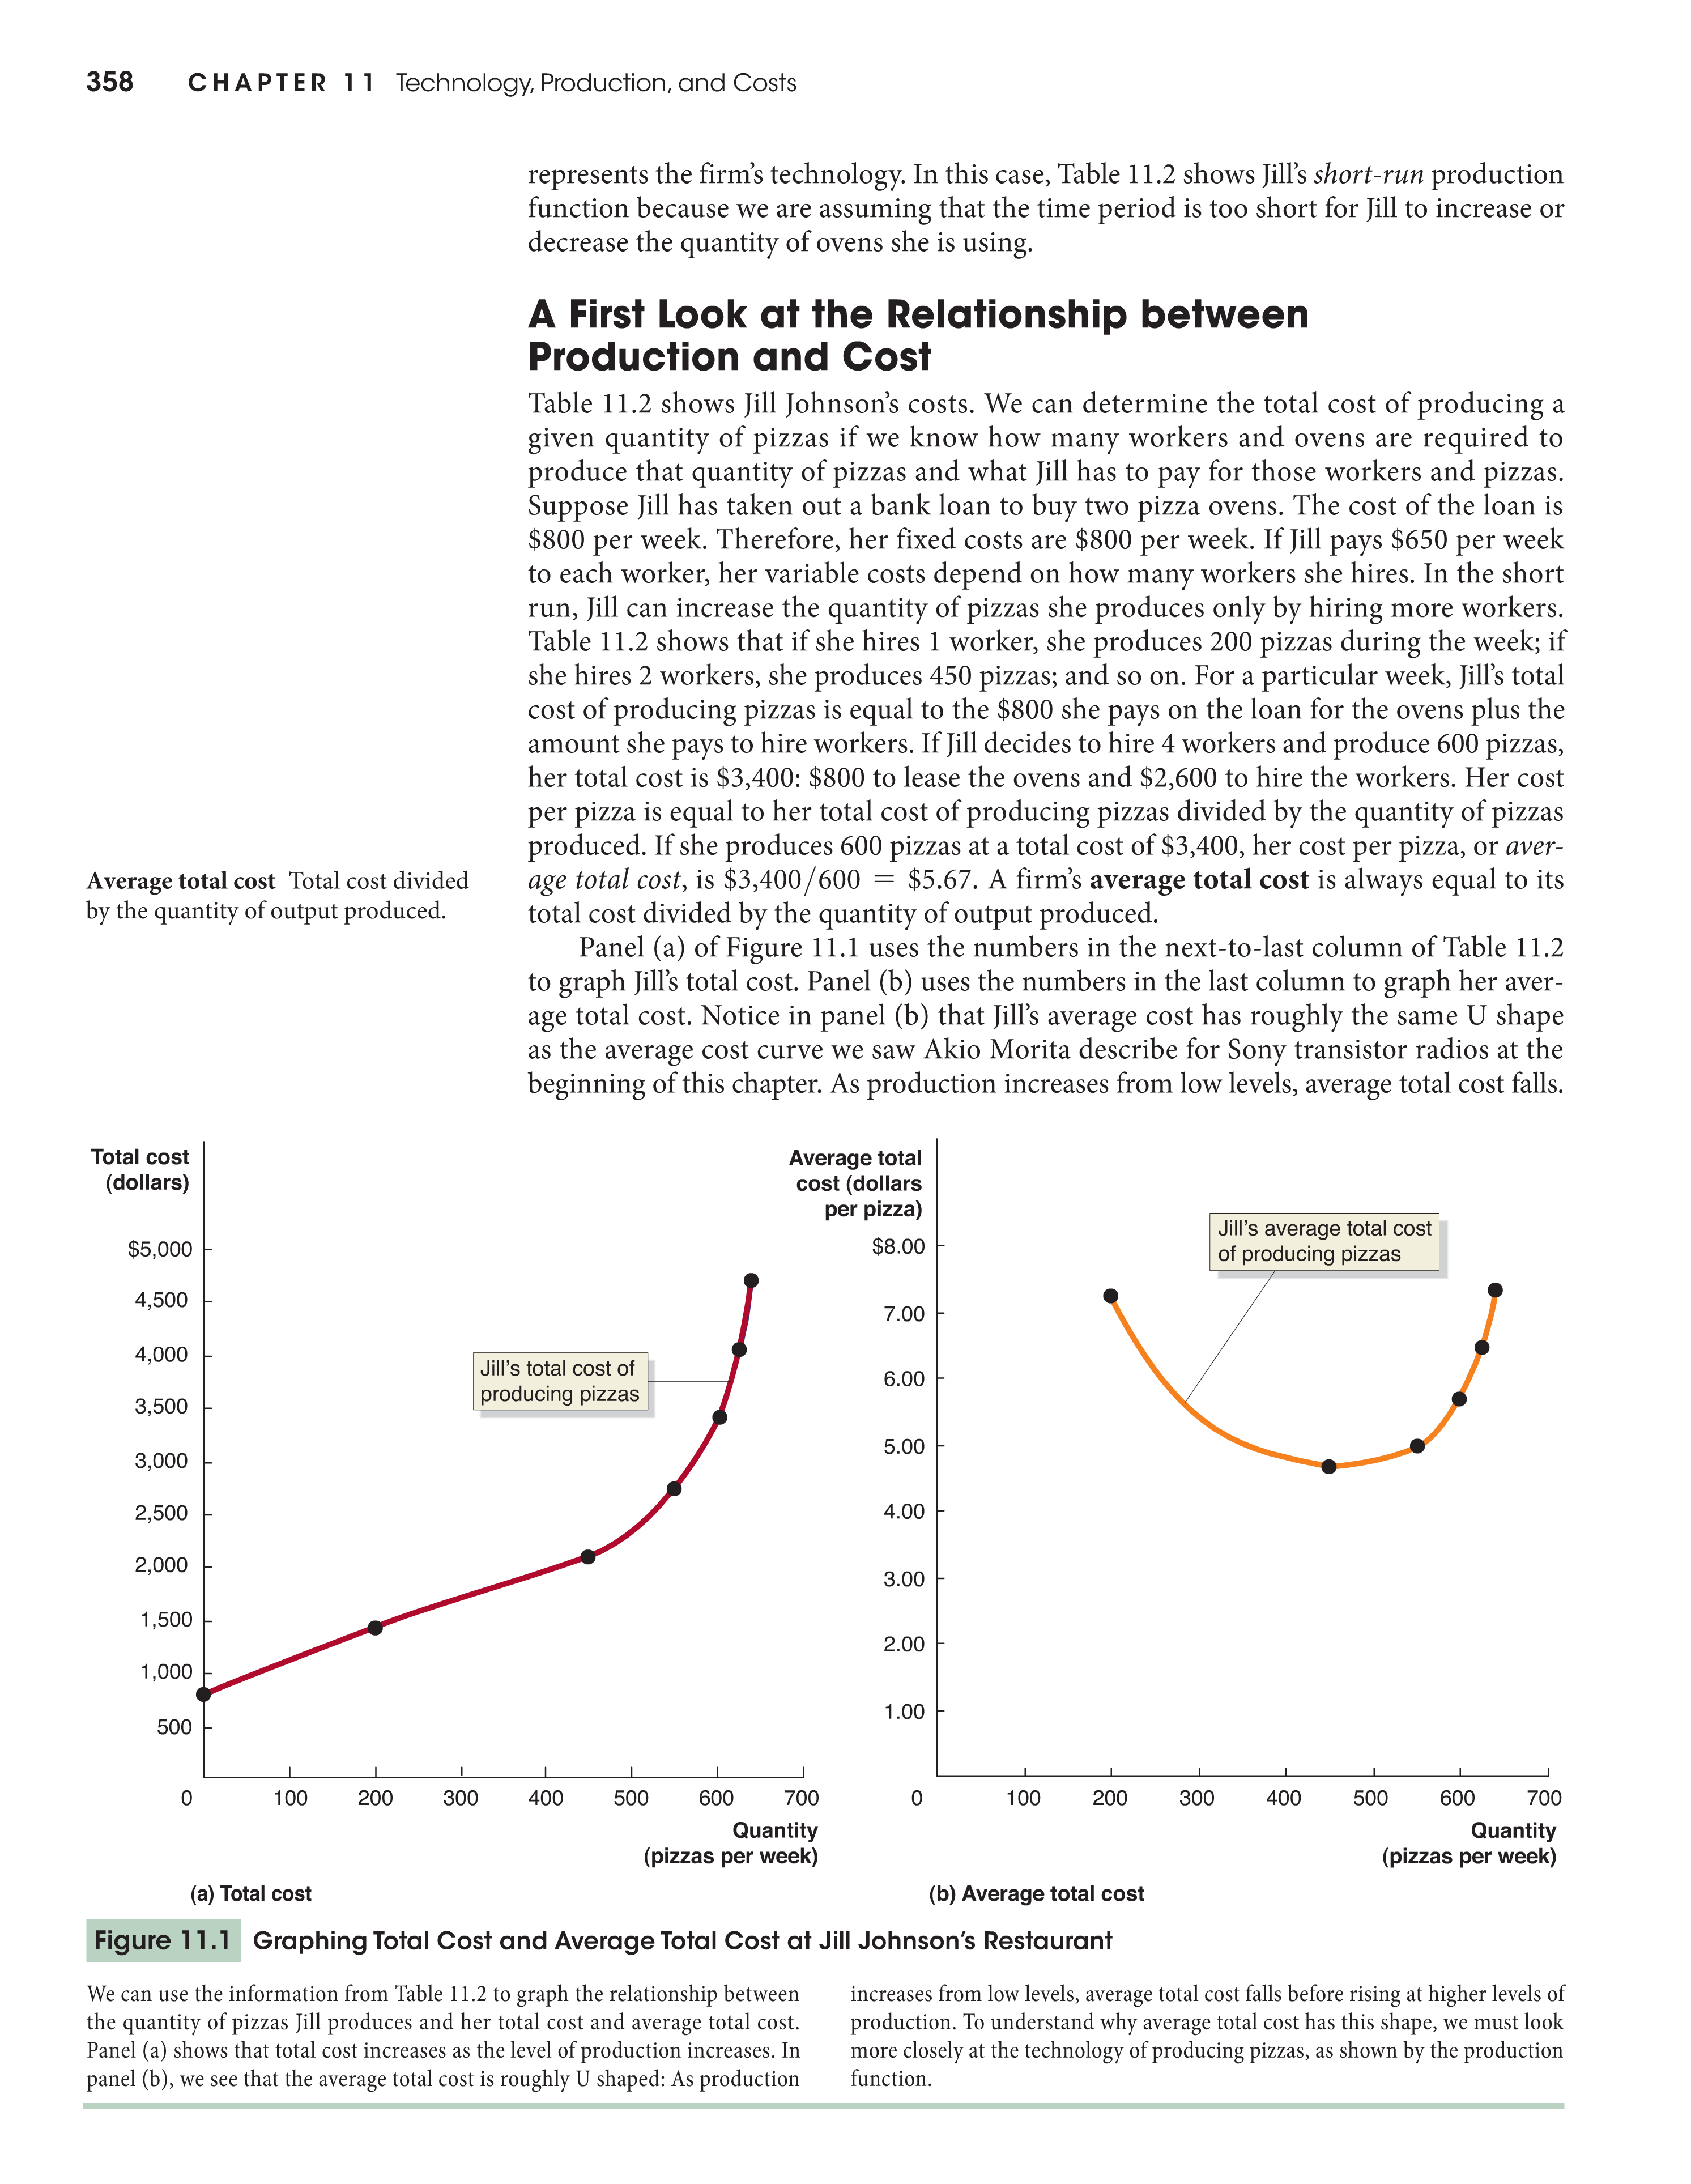 358 CHAPTER 11 Technology, Production, and Costs
represents the firm's technology. In this case, Table 11.2 shows Jill's short-run production
function because we are assuming that the time period is too short for Jill to increase or
decrease the quantity of ovens she is using.
A First Look at the Relationship between
Production and Cost
Table 11.2 shows Jill Johnson's costs. We can determine the total cost of producing a
given quantity of pizzas if we know how many workers and ovens are required to
produce that quantity of pizzas and what Jill has to pay for those workers and pizzas.
Suppose Jill has taken out a bank loan to buy two pizza ovens. The cost of the loan is
$800 per week. Therefore, her fixed costs are $800 per week. If Jill pays $650 per week
to each worker, her variable costs depend on how many workers she hires. In the short
run, Jill can increase the quantity of pizzas she produces only by hiring more workers.
Table 11.2 shows that if she hires 1 worker, she produces 200 pizzas during the week; if
she hires 2 workers, she produces 450 pizzas; and so on. For a particular week, Jill's total
cost of producing pizzas is equal to the $800 she pays on the loan for the ovens plus the
amount she pays to hire workers. If Jill decides to hire 4 workers and produce 600 pizzas,
her total cost is $3,400: $800 to lease the ovens and $2,600 to hire the workers. Her cost
per pizza is equal to her total cost of producing pizzas divided by the quantity of pizzas
produced. If she produces 600 pizzas at a total cost of $3,400, her cost per pizza, or aver-
age total cost, is $3,400/600 = $5.67. A firm's average total cost is always equal to its
total cost divided by the quantity of output produced.
Average total cost Total cost divided
by the quantity of output produced.
Panel (a) of Figure 11.1 uses the numbers in the next-to-last column of Table 11.2
to graph Jill's total cost. Panel (b) uses the numbers in the last column to graph her aver-
age total cost. Notice in panel (b) that Jill's average cost has roughly the same U shape
as the average cost curve we saw Akio Morita describe for Sony transistor radios at the
beginning of this chapter. As production increases from low levels, average total cost falls.
Total cost
(dollars)
$5,000
4,500
4,000
3,500
3,000
2,500
2,000
1,500
1,000
500
Jill's total cost of
producing pizzas
0 100 200 300 400 500 600 700
Quantity
(pizzas per week)
(a) Total cost
Average total
cost (dollars
per pizza)
$8.00
7.00
6.00
5.00
4.00
3.00
2.00
1.00
Jill's average total cost
of producing pizzas
0 100 200 300 400 500 600 700
Quantity
(pizzas per week)
(b) Average total cost
Figure 11.1 Graphing Total Cost and Average Total Cost at Jill Johnson's Restaurant
We can use the information from Table 11.2 to graph the relationship between
the quantity of pizzas Jill produces and her total cost and average total cost.
Panel (a) shows that total cost increases as the level of production increases. In
panel (b), we see that the average total cost is roughly U shaped: As production
increases from low levels, average total cost falls before rising at higher levels of
production. To understand why average total cost has this shape, we must look
more closely at the technology of producing pizzas, as shown by the production
function.